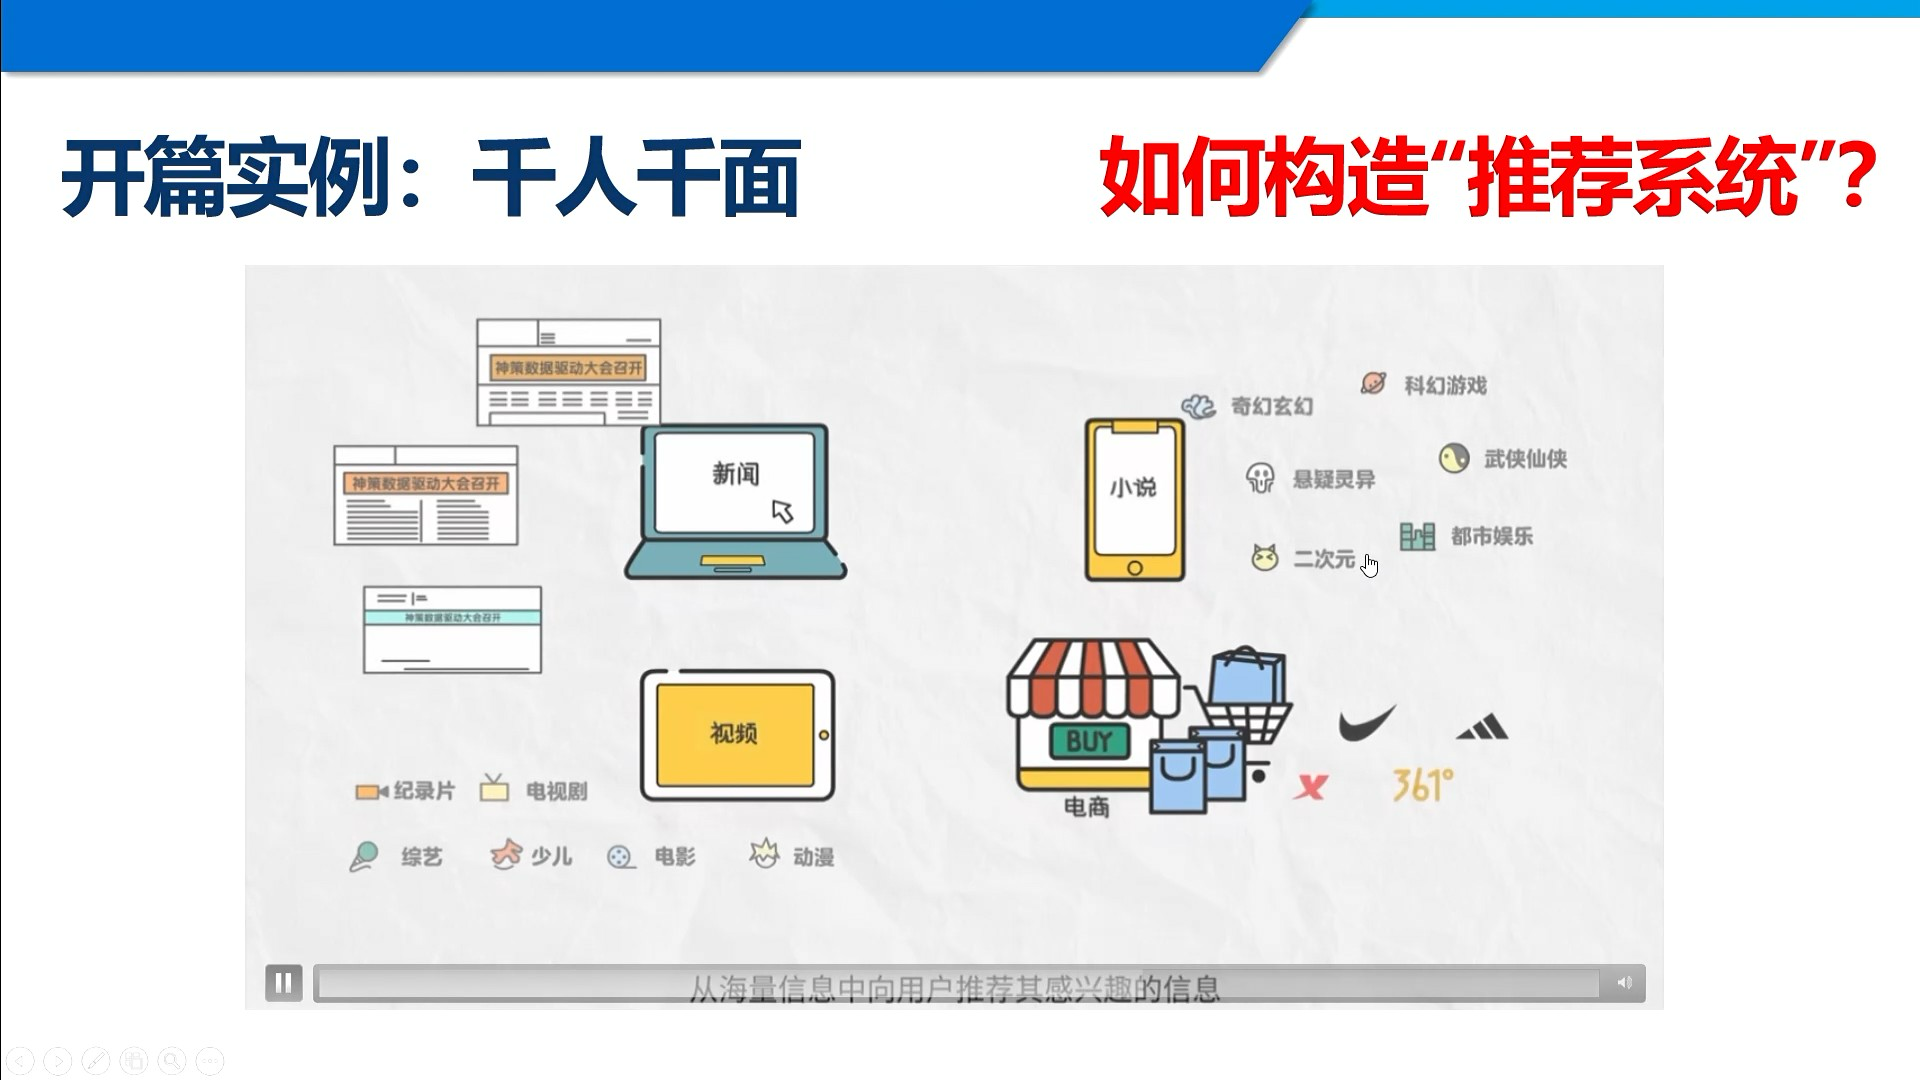 开篇实例：千人千面
如何构造“推荐系统”?
神策数据驱动大会召开
神策数据驱动大会召开
神策数据驱动大会召开
新闻
视频
纪录片 电视剧
综艺 少儿 电影 动漫
小说
奇幻玄幻
科幻游戏
悬疑灵异
武侠仙侠
二次元
都市娱乐
BUY
电商
361°
从海量信息中向用户推荐其感兴趣的信息